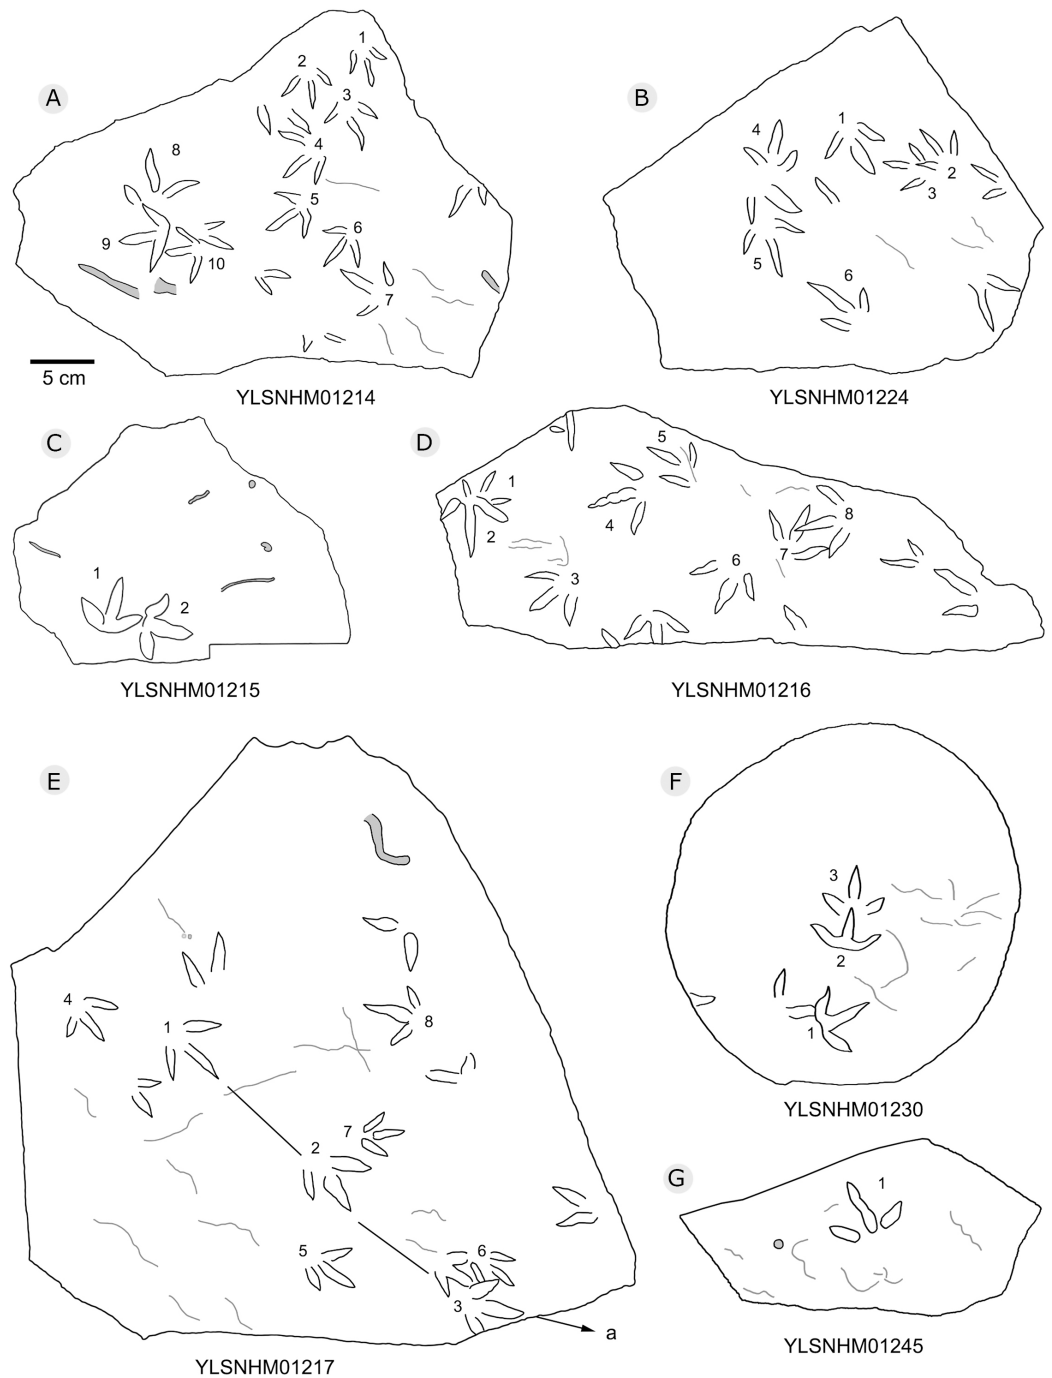 A
1
2
3
4
5
6
7
8
9
10
5 cm
YLSNHM01214
B
1
2
3
4
5
6
YLSNHM01224
C
1
2
YLSNHM01215
D
1
2
3
4
5
6
7
8
YLSNHM01216
E
1
2
3
4
5
6
7
8
a
YLSNHM01217
F
3
2
1
YLSNHM01230
G
1
YLSNHM01245